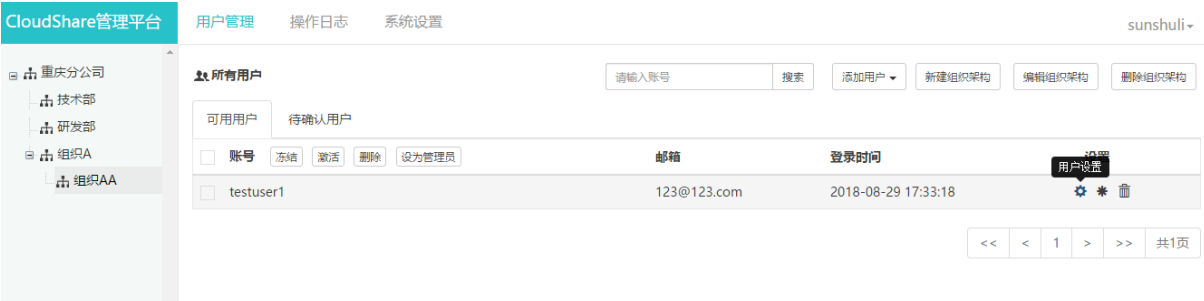 CloudShare管理平台 用户管理 操作日志 系统设置 sunshuli
重庆分公司
技术部
研发部
组织A
组织AA
所有用户 请输入账号 搜索 添加用户 新建组织架构 编辑组织架构 删除组织架构
可用用户 待确认用户
账号 冻结 激活 删除 设为管理员 邮箱 登录时间 设置
用户设置
testuser1 123@123.com 2018-08-29 17:33:18
<< < 1 > >> 共1页